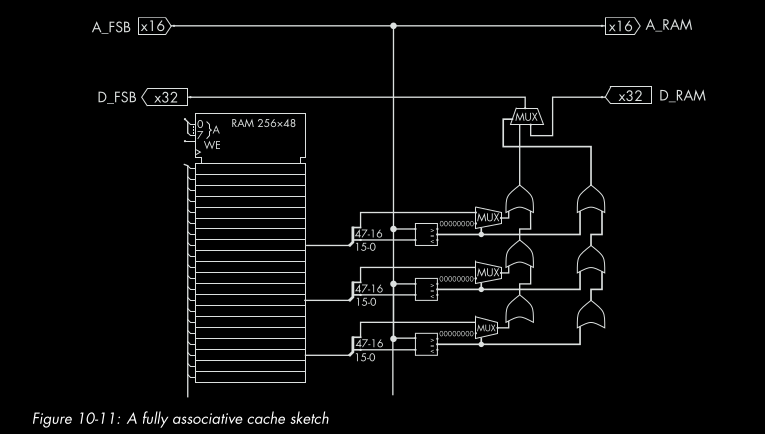 A_FSB x16 x16 A_RAM
D_FSB x32 x32 D_RAM
MUX
0 RAM 256x48
7 } A
WE
00000000 MUX
47-16
15-0
00000000 MUX
47-16
15-0
00000000 MUX
47-16
15-0
Figure 10-11: A fully associative cache sketch